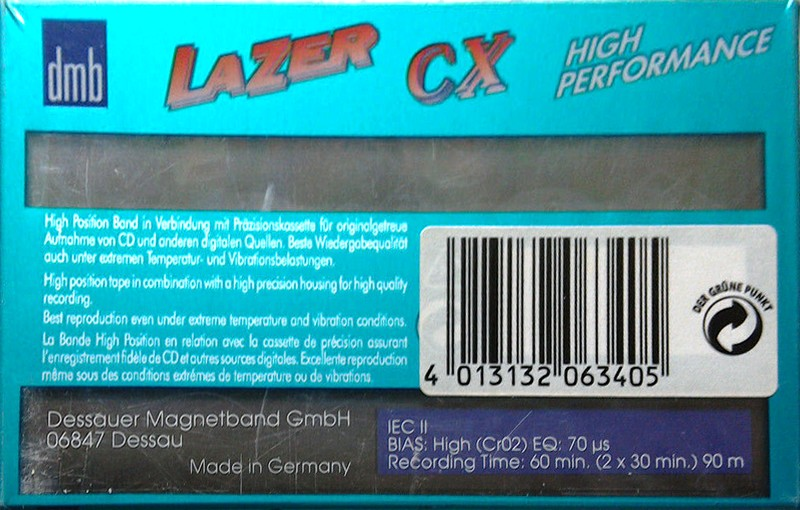 dmb
LAZER CX
HIGH
PERFORMANCE
High Position Band in Verbindung mit Präzisionskassette für originalgetreue
Aufnahme von CD und anderen digitalen Quellen. Beste Wiedergabequalität
auch unter extremen Temperatur- und Vibrationsbelastungen.
High position tape in combination with a high precision housing for high quality
recording.
Best reproduction even under extreme temperature and vibration conditions.
La Bande High Position en relation avec la cassette de précision assurant
l'enregistrement fidèle de CD et autres sources digitales. Excellente reproduction
même sous des conditions extrémes de temperature ou de vibrations.
4 013132 063405
DER GRÜNE PUNKT
Dessauer Magnetband GmbH
06847 Dessau
Made in Germany
IEC II
BIAS: High (Cr02) EQ: 70 µs
Recording Time: 60 min. (2 x 30 min.) 90 m